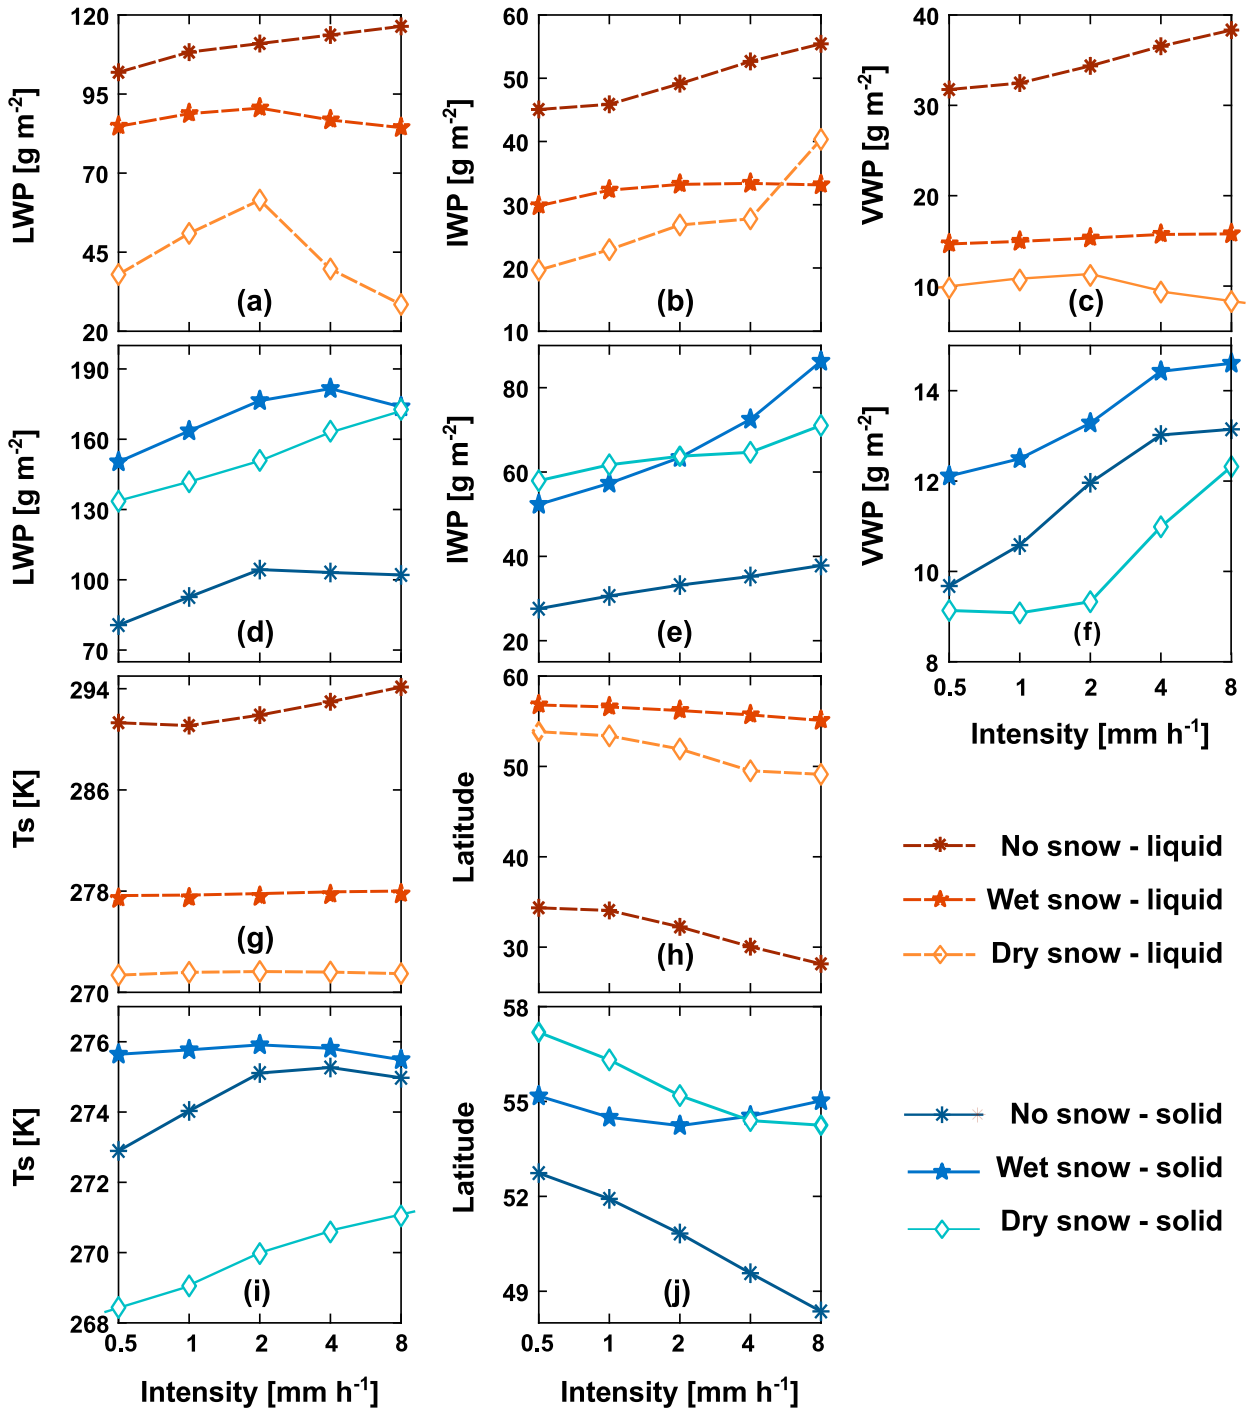 120
95
70
45
20
LWP [g m-2]
(a)
60
50
40
30
20
10
IWP [g m-2]
(b)
40
30
20
10
VWP [g m-2]
(c)
190
160
130
100
70
LWP [g m-2]
(d)
80
60
40
20
IWP [g m-2]
(e)
14
12
10
8
VWP [g m-2]
(f)
0.5 1 2 4 8
Intensity [mm h-1]
294
286
278
270
Ts [K]
(g)
60
50
40
30
Latitude
(h)
No snow - liquid
Wet snow - liquid
Dry snow - liquid
276
274
272
270
268
Ts [K]
(i)
0.5 1 2 4 8
Intensity [mm h-1]
58
55
52
49
Latitude
(j)
0.5 1 2 4 8
Intensity [mm h-1]
No snow - solid
Wet snow - solid
Dry snow - solid